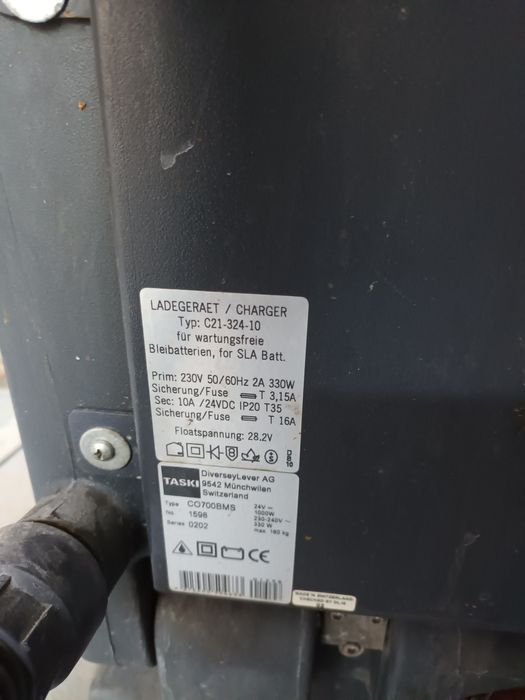 LADEGERAET / CHARGER
Typ: C21-324-10
für wartungsfreie
Bleibatterien, for SLA Batt.
Prim: 230V 50/60Hz 2A 330W
Sicherung/Fuse T 3,15A
Sec: 10A /24VDC IP20 T35
Sicherung/Fuse T 16A
Floatspannung: 28.2V
TASKI
DiverseyLever AG
9542 Münchwilen
Switzerland
Type CO700BMS
No 1598
Series 0202
24V
1000W
230-240V~
330 W
max. 160 kg
CE
MADE IN SWITZERLAND